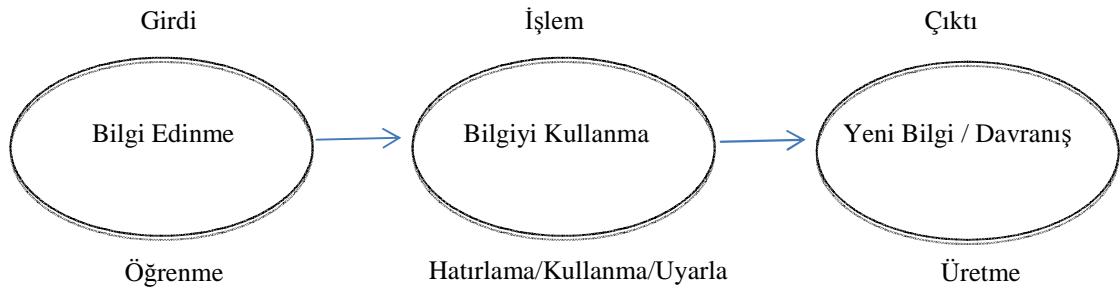 Girdi
İşlem
Çıktı
Bilgi Edinme
Bilgiyi Kullanma
Yeni Bilgi / Davranış
Öğrenme
Hatırlama/Kullanma/Uyarla
Üretme